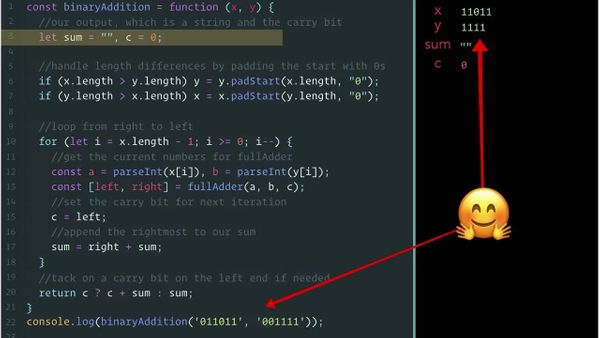 1 const binaryAddition = function (x, y) {
2 //our output, which is a string and the carry bit
3 let sum = "", c = 0;
4
5 //handle length differences by padding the start with 0s
6 if (x.length > y.length) y = y.padStart(x.length, "0");
7 if (y.length > x.length) x = x.padStart(y.length, "0");
8
9 //loop from right to left
10 for (let i = x.length - 1; i >= 0; i--) {
11 //get the current numbers for fullAdder
12 const a = parseInt(x[i]), b = parseInt(y[i]);
13 const [left, right] = fullAdder(a, b, c);
14 //set the carry bit for next iteration
15 c = left;
16 //append the rightmost to our sum
17 sum = right + sum;
18 }
19 //tack on a carry bit on the left end if needed
20 return c ? c + sum : sum;
21 }
22 console.log(binaryAddition('011011', '001111'));
23
x 11011
y 1111
sum ""
c 0